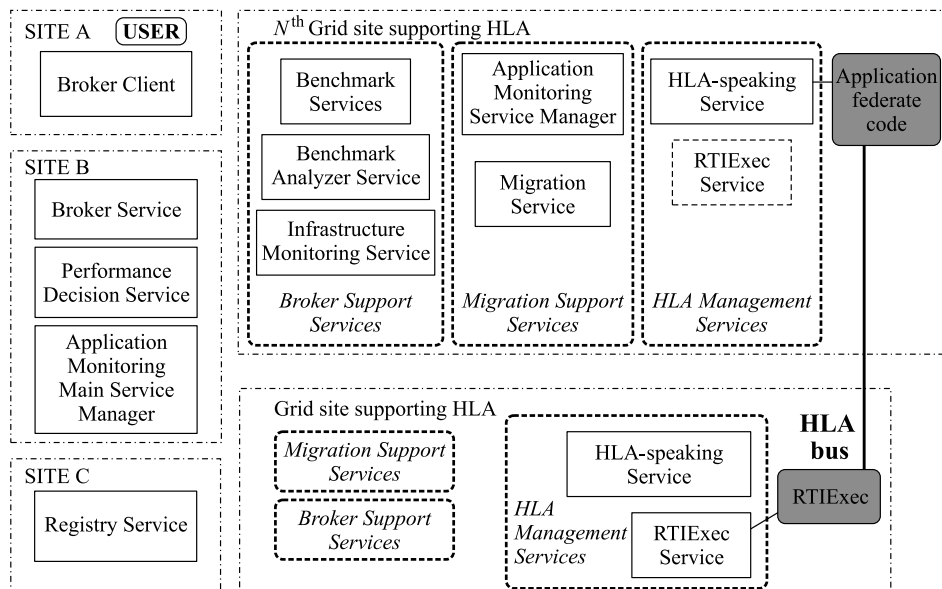 SITE A
USER
Broker Client
SITE B
Broker Service
Performance
Decision Service
Application
Monitoring
Main Service
Manager
SITE C
Registry Service
Nth Grid site supporting HLA
Benchmark
Services
Benchmark
Analyzer Service
Infrastructure
Monitoring Service
Broker Support
Services
Application
Monitoring
Service Manager
Migration
Service
Migration Support
Services
HLA-speaking
Service
RTIExec
Service
HLA Management
Services
Application
federate
code
Grid site supporting HLA
Migration Support
Services
Broker Support
Services
HLA-speaking
Service
HLA
Management
Services
RTIExec
Service
HLA
bus
RTIExec